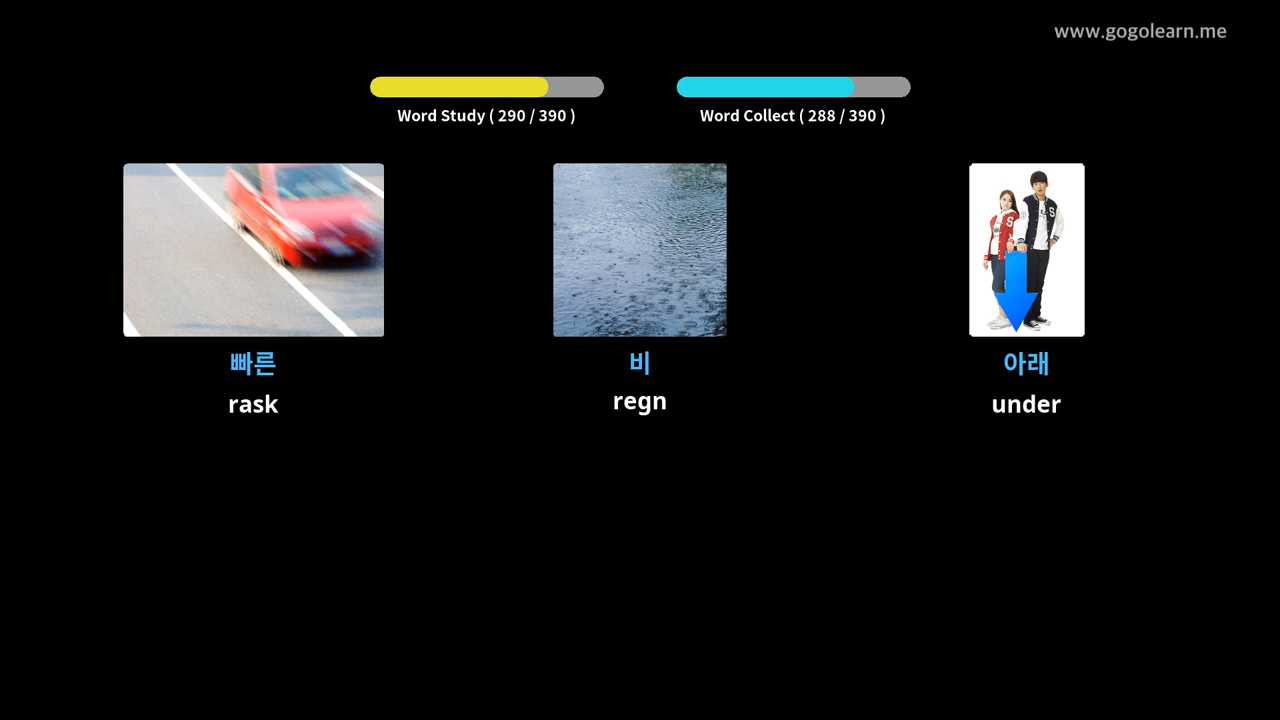 www.gogolearn.me
Word Study ( 290 / 390 )
Word Collect ( 288 / 390 )
빠른
비
아래
rask
regn
under
S
S